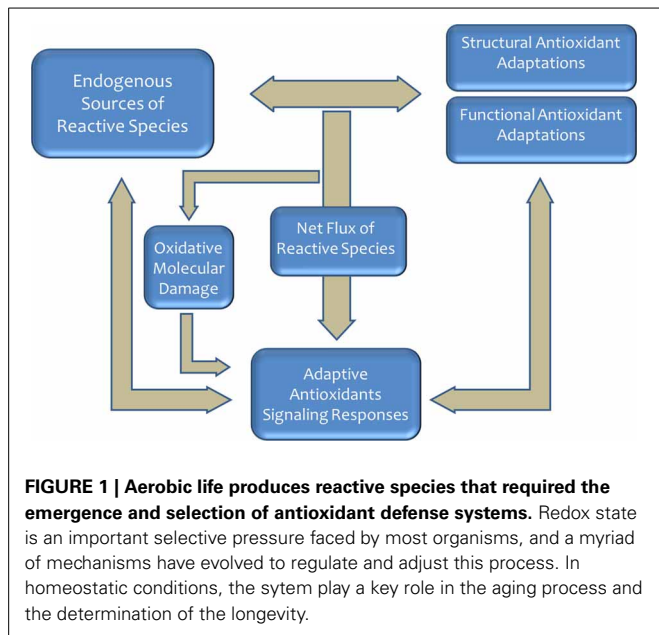 Endogenous
Sources of
Reactive Species
Structural Antioxidant
Adaptations
Functional Antioxidant
Adaptations
Oxidative
Molecular
Damage
Net Flux of
Reactive Species
Adaptive
Antioxidants
Signaling Responses
FIGURE 1 | Aerobic life produces reactive species that required the
emergence and selection of antioxidant defense systems. Redox state
is an important selective pressure faced by most organisms, and a myriad
of mechanisms have evolved to regulate and adjust this process. In
homeostatic conditions, the sytem play a key role in the aging process and
the determination of the longevity.